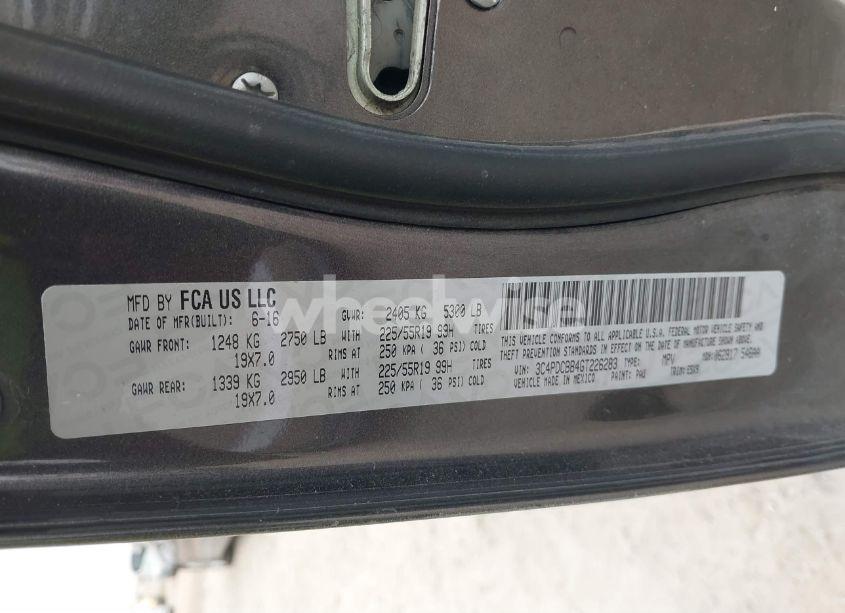 MFD BY FCA US LLC
DATE OF MFR(BUILT): 6-16 GVWR: 2405 KG 5300 LB
GAWR FRONT: 1248 KG 2750 LB WITH 225/55R19 99H TIRES
19X7.0 RIMS AT 250 KPA ( 36 PSI) COLD
GAWR REAR: 1339 KG 2950 LB WITH 225/55R19 99H TIRES
19X7.0 RIMS AT 250 KPA ( 36 PSI) COLD
THIS VEHICLE CONFORMS TO ALL APPLICABLE U.S.A. FEDERAL MOTOR VEHICLE SAFETY AND
THEFT PREVENTION STANDARDS IN EFFECT ON THE DATE OF MANUFACTURE SHOWN ABOVE.
VIN: 3C4PDCBB4GT226283 TYPE: MPV MDH: 062917 
VEHICLE MADE IN MEXICO PAINT: PAU TRIM:
wheelwise